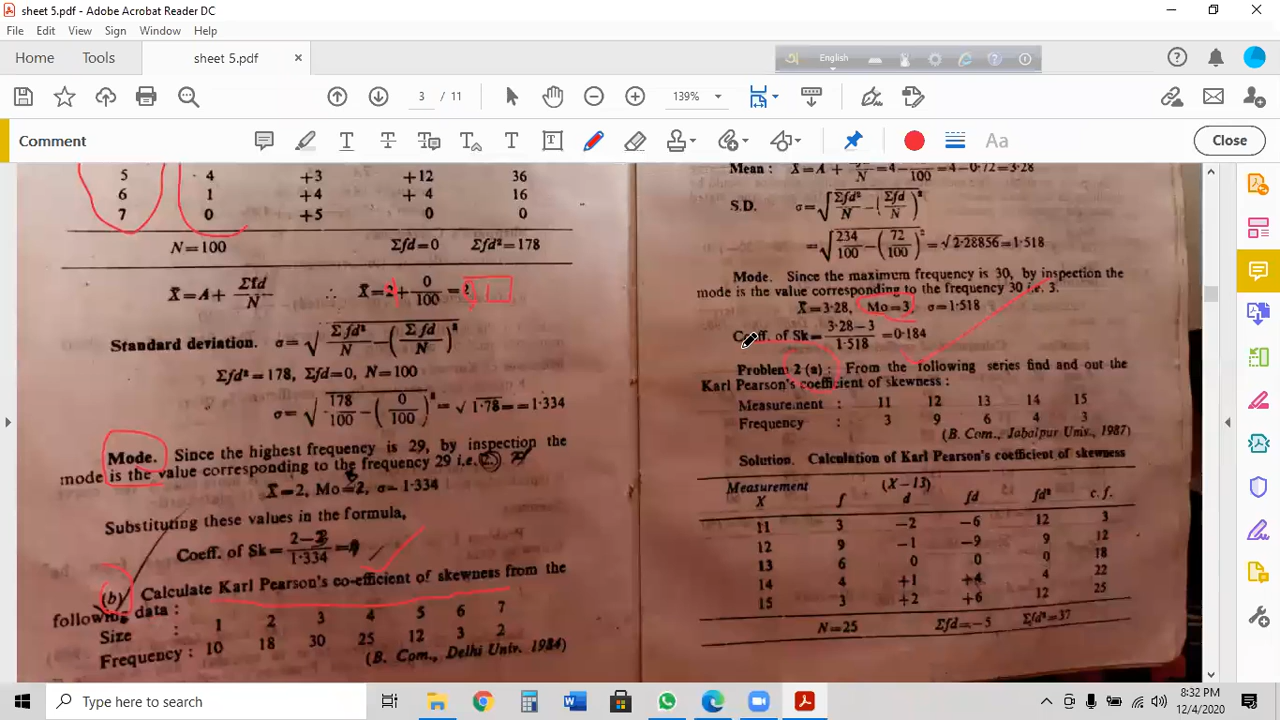 sheet 5.pdf - Adobe Acrobat Reader DC
File Edit View Sign Window Help
Home Tools sheet 5.pdf
English
3 / 11 139%
Comment
Close
5 4 +3 +12 36
6 1 +4 + 4 16
7 0 +5 0 0
N=100 Σfd=0 Σfd²=178
X̄=A+ Σfd/N ∴ X̄=2+ 0/100 =
Standard deviation. σ=√ Σfd²/N −(Σfd/N)²
Σfd²=178, Σfd=0, N=100
σ=√ 178/100 −(0/100)² =√1·78==1·334
Mode. Since the highest frequency is 29, by inspection the
mode is the value corresponding to the frequency 29 i.e.
X̄=2, Mo=2, σ=1·334
Substituting these values in the formula,
Coeff. of Sk= 2− /1·334 =
(b) Calculate Karl Pearson's co-efficient of skewness from the
following data :
Size : 1 2 3 4 5 6 7
Frequency : 10 18 30 25 12 3 2
(B. Com., Delhi Univ. 1984)
Mean : X̄=A+ /N =4− /100 =4−0·72=3·28
S.D. σ=√ Σfd²/N −(Σfd/N)²
=√ 234/100 −(72/100)² =√2·28856=1·518
Mode. Since the maximum frequency is 30, by inspection the
mode is the value corresponding to the frequency 30 i.e. 3.
X̄=3·28, Mo=3, σ=1·518
Coeff. of Sk= 3·28−3/1·518 =0·184
Problem 2 (a) : From the following series find and out the
Karl Pearson's coefficient of skewness :
Measurement : 11 12 13 14 15
Frequency : 3 9 6 4 3
(B. Com., Jabalpur Unis., 1987)
Solution. Calculation of Karl Pearson's coefficient of skewness
Measurement (X−13)
X f d fd fd² c. f.
11 3 −2 −6 12 3
12 9 −1 −9 9 12
13 6 0 0 0 18
14 4 +1 +4 4 22
15 3 +2 +6 12 25
N=25 Σfd=−5 Σfd²=37
Type here to search
8:32 PM
12/4/2020